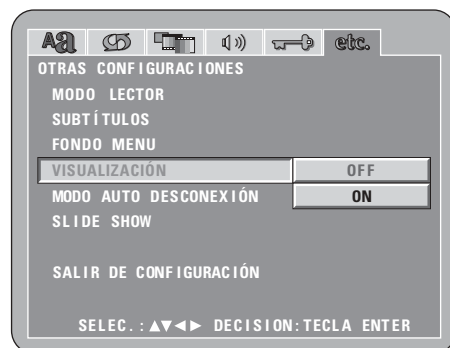 Aa etc.
OTRAS CONFIGURACIONES
MODO LECTOR
SUBTÍTULOS
FONDO MENU
VISUALIZACIÓN OFF
MODO AUTO DESCONEXIÓN ON
SLIDE SHOW
SALIR DE CONFIGURACIÓN
SELEC.:▲▼◀▶ DECISION:TECLA ENTER